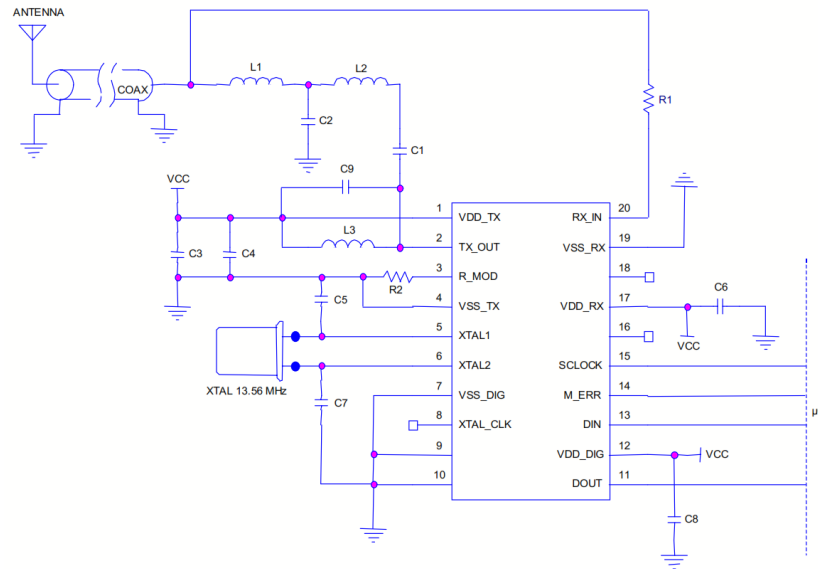 ANTENNA
COAX
L1
L2
R1
C2
C1
C9
VCC
L3
C3
C4
R2
C5
XTAL 13.56 MHz
C7
1
VDD_TX
2
TX_OUT
3
R_MOD
4
VSS_TX
5
XTAL1
6
XTAL2
7
VSS_DIG
8
XTAL_CLK
9
10
RX_IN
20
VSS_RX
19
18
VDD_RX
17
16
SCLOCK
15
M_ERR
14
DIN
13
VDD_DIG
12
DOUT
11
C6
VCC
VCC
C8
µ